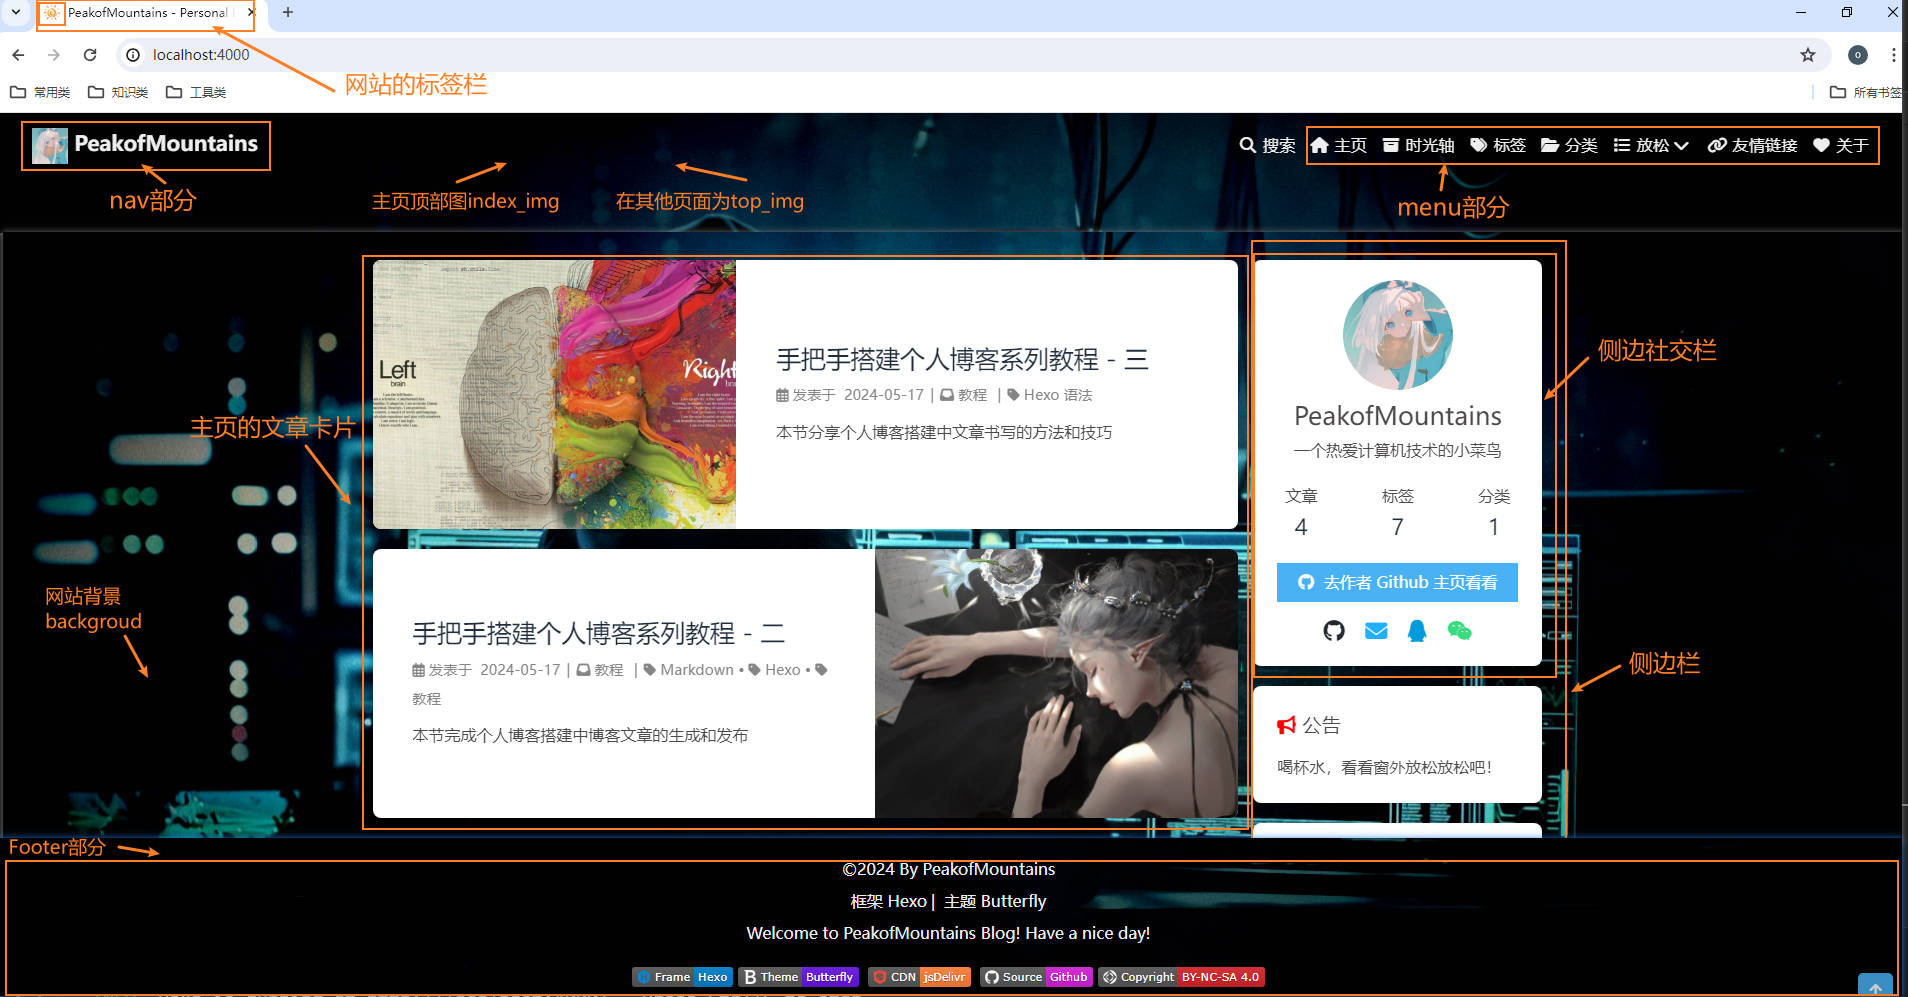 PeakofMountains - Personal
localhost:4000
网站的标签栏
常用类 知识类 工具类 所有书签
PeakofMountains
搜索 主页 时光轴 标签 分类 放松 友情链接 关于
nav部分
主页顶部图index_img
在其他页面为top_img
menu部分
Left
brain
Right
手把手搭建个人博客系列教程 - 三
发表于 2024-05-17 | 教程 | Hexo 语法
本节分享个人博客搭建中文章书写的方法和技巧
主页的文章卡片
手把手搭建个人博客系列教程 - 二
发表于 2024-05-17 | 教程 | Markdown • Hexo •
教程
本节完成个人博客搭建中博客文章的生成和发布
网站背景
backgroud
PeakofMountains
一个热爱计算机技术的小菜鸟
文章 标签 分类
4 7 1
去作者 Github 主页看看
侧边社交栏
侧边栏
公告
喝杯水，看看窗外放松放松吧！
Footer部分
©2024 By PeakofMountains
框架 Hexo | 主题 Butterfly
Welcome to PeakofMountains Blog! Have a nice day!
Frame Hexo B Theme Butterfly CDN jsDelivr Source Github Copyright BY-NC-SA 4.0